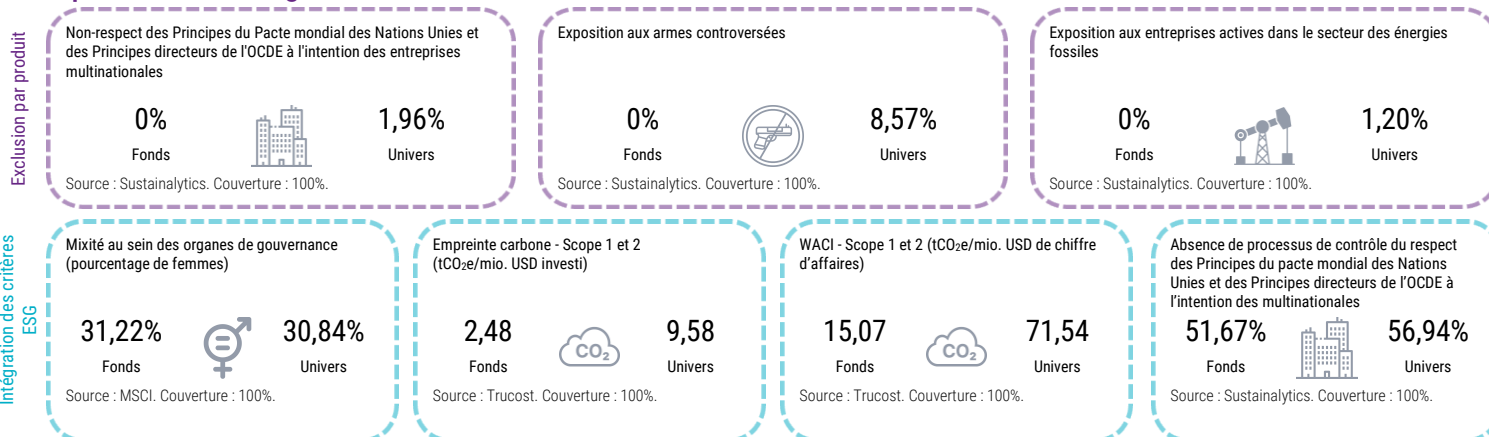 Exclusion par produit
Non-respect des Principes du Pacte mondial des Nations Unies et
des Principes directeurs de l'OCDE à l'intention des entreprises
multinationales
0%
1,96%
Fonds
Univers
Source : Sustainalytics. Couverture : 100%.
Exposition aux armes controversées
0%
8,57%
Fonds
Univers
Source : Sustainalytics. Couverture : 100%.
Exposition aux entreprises actives dans le secteur des énergies
fossiles
0%
1,20%
Fonds
Univers
Source : Sustainalytics. Couverture : 100%.
Intégration des critères
ESG
Mixité au sein des organes de gouvernance
(pourcentage de femmes)
31,22%
30,84%
Fonds
Univers
Source : MSCI. Couverture : 100%.
Empreinte carbone - Scope 1 et 2
(tCO₂e/mio. USD investi)
2,48
CO₂
9,58
Fonds
Univers
Source : Trucost. Couverture : 100%.
WACI - Scope 1 et 2 (tCO₂e/mio. USD de chiffre
d’affaires)
15,07
CO₂
71,54
Fonds
Univers
Source : Trucost. Couverture : 100%.
Absence de processus de contrôle du respect
des Principes du pacte mondial des Nations
Unies et des Principes directeurs de l’OCDE à
l’intention des multinationales
51,67%
56,94%
Fonds
Univers
Source : Sustainalytics. Couverture : 100%.